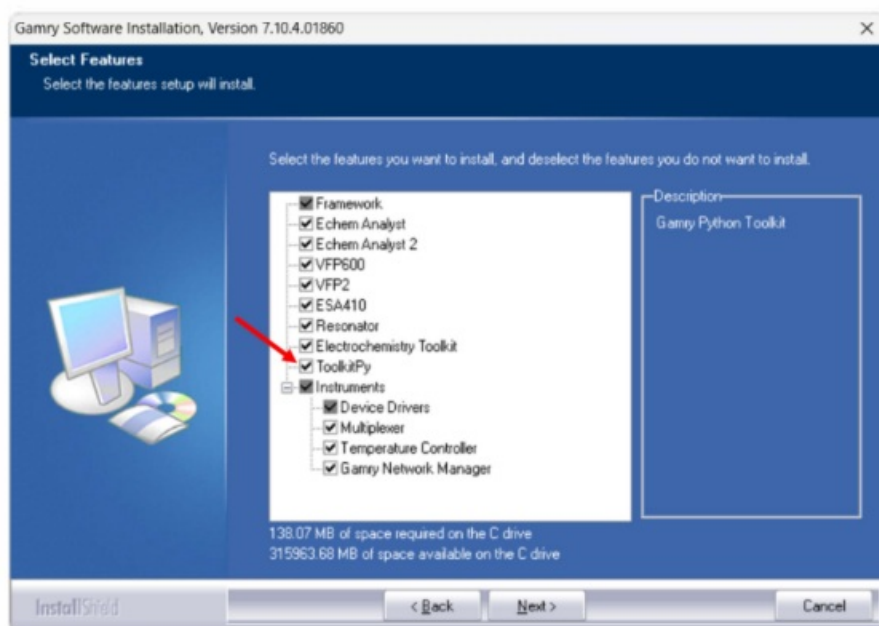 Gamry Software Installation, Version 7.10.4.01860
Select Features
Select the features setup will install.
Select the features you want to install, and deselect the features you do not want to install.
Framework
Echem Analyst
Echem Analyst 2
VFP600
VFP2
ESA410
Resonator
Electrochemistry Toolkit
ToolkitPy
Instruments
Device Drivers
Multiplexer
Temperature Controller
Gamry Network Manager
Description
Gamry Python Toolkit
138.07 MB of space required on the C drive
315963.68 MB of space available on the C drive
InstallShield
< Back
Next >
Cancel